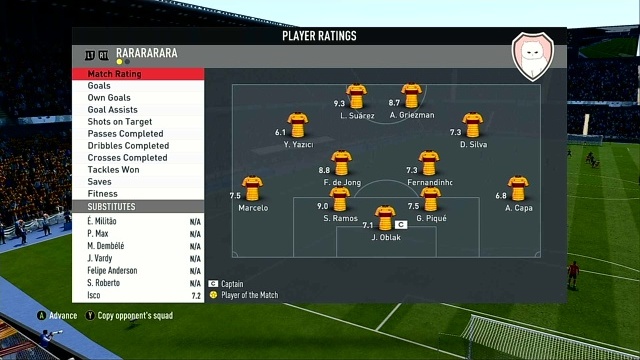 PLAYER RATINGS
LT RT RARARARARA
Match Rating
Goals
Own Goals
Goal Assists
Shots on Target
Passes Completed
Dribbles Completed
Crosses Completed
Tackles Won
Saves
Fitness
SUBSTITUTES
É. Militão N/A
P. Max N/A
M. Dembélé N/A
J. Vardy N/A
Felipe Anderson N/A
S. Roberto N/A
Isco 7.2
9.3 8.7
L. Suárez A. Griezman
6.1 7.3
Y. Yazici D. Silva
8.8 7.3
F. de Jong Fernandinho
7.5 9.0 7.5 6.8
Marcelo S. Ramos G. Piqué A. Capa
7.1 C
J. Oblak
C Captain
Player of the Match
A Advance Y Copy opponent's squad